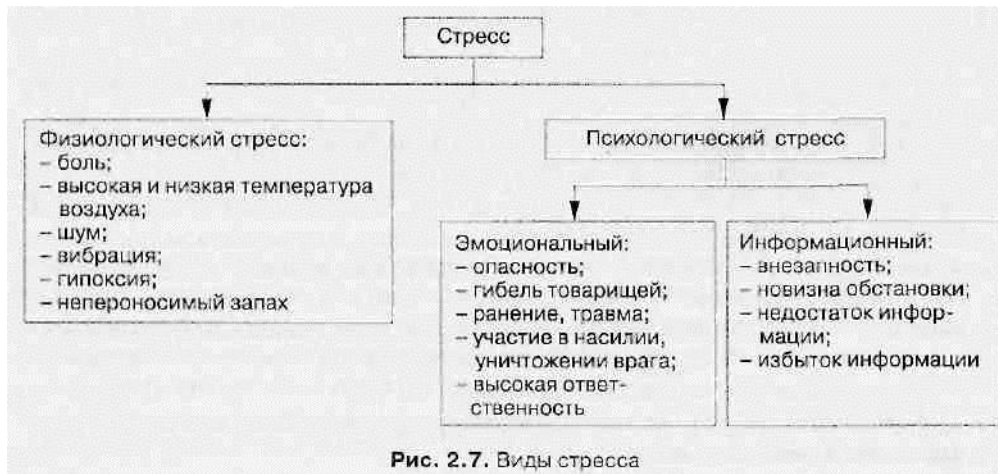 Стресс
Физиологический стресс:
– боль;
– высокая и низкая температура
воздуха;
– шум;
– вибрация;
– гипоксия;
– непероносимый запах
Психологический стресс
Эмоциональный:
– опасность;
– гибель товарищей;
– ранение, травма;
– участие в насилии,
уничтожении врага;
– высокая ответ-
ственность
Информационный:
– внезапность;
– новизна обстановки;
– недостаток инфор-
мации;
– избыток информации
Рис. 2.7. Виды стресса